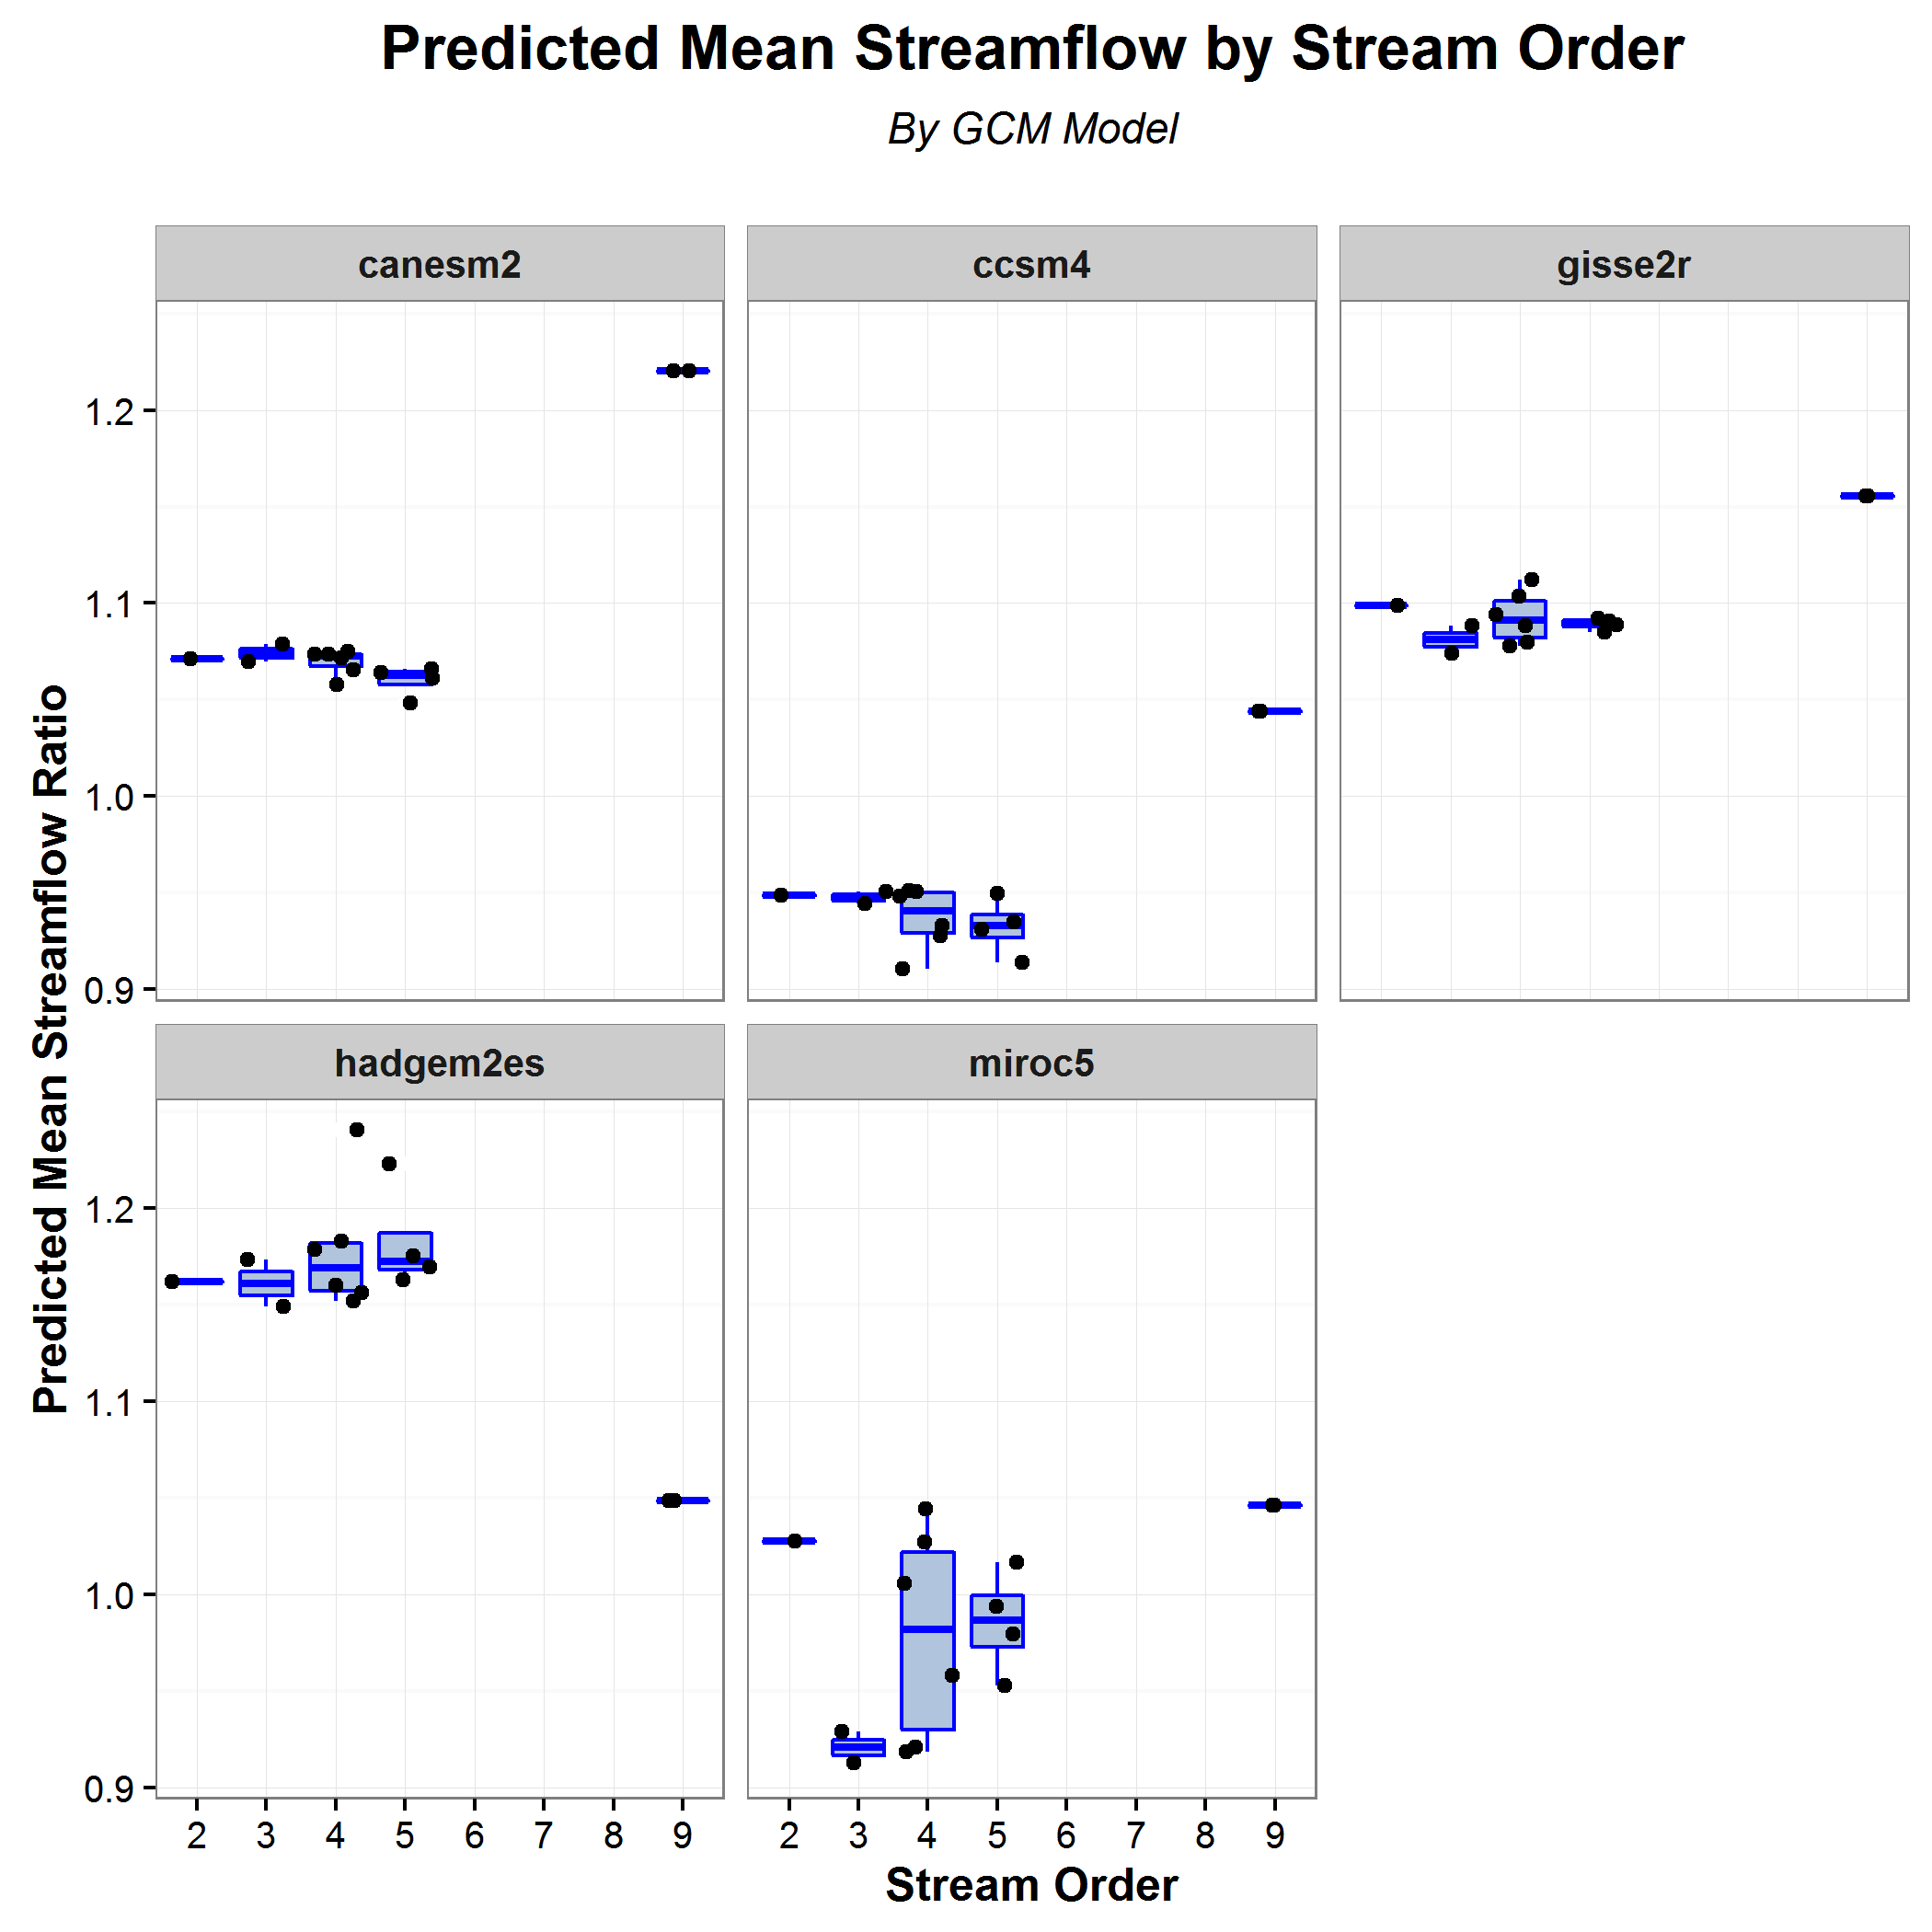 Predicted Mean Streamflow by Stream Order
By GCM Model
canesm2
ccsm4
gisse2r
1.2
1.1
1.0
0.9
Predicted Mean Streamflow Ratio
hadgem2es
miroc5
1.2
1.1
1.0
0.9
2 3 4 5 6 7 8 9
2 3 4 5 6 7 8 9
Stream Order